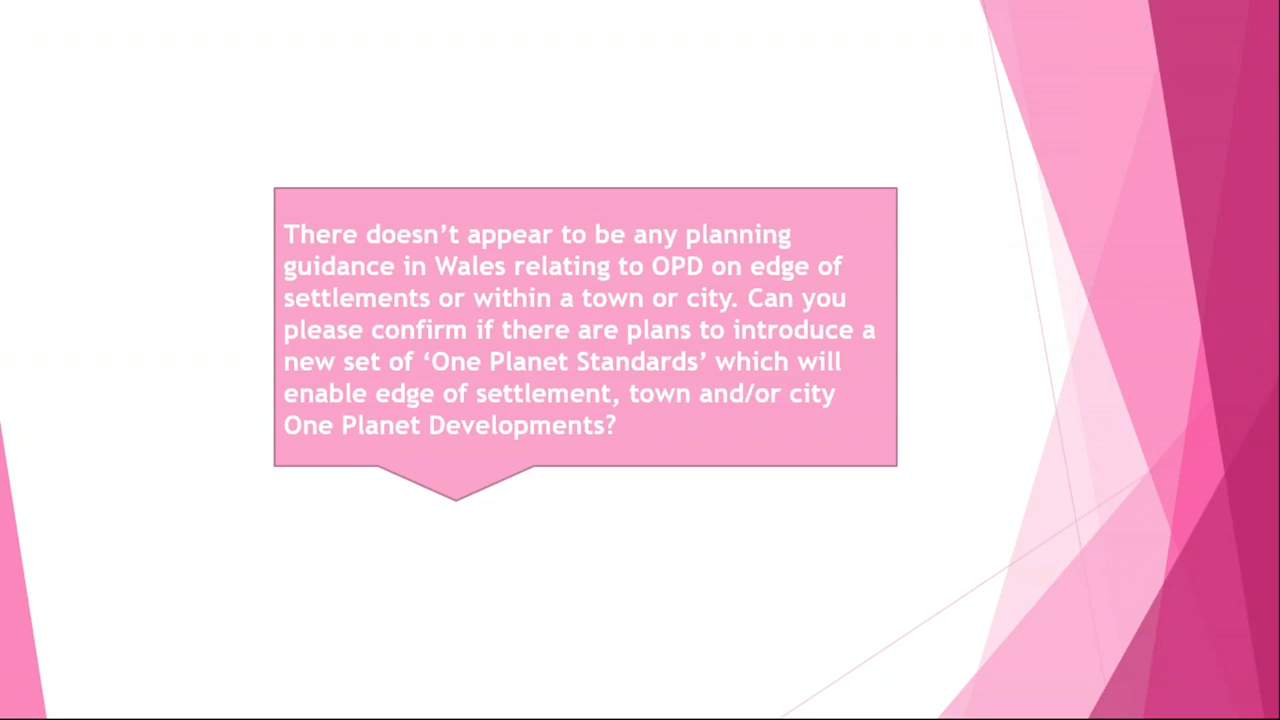 There doesn’t appear to be any planning
guidance in Wales relating to OPD on edge of
settlements or within a town or city. Can you
please confirm if there are plans to introduce a
new set of ‘One Planet Standards’ which will
enable edge of settlement, town and/or city
One Planet Developments?